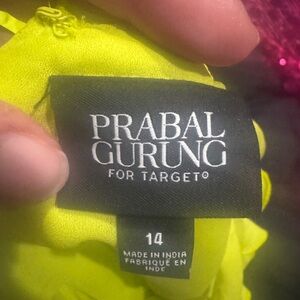 PRABAL
GURUNG
FOR TARGET®
14
MADE IN INDIA
FABRIQUÉ EN
INDE